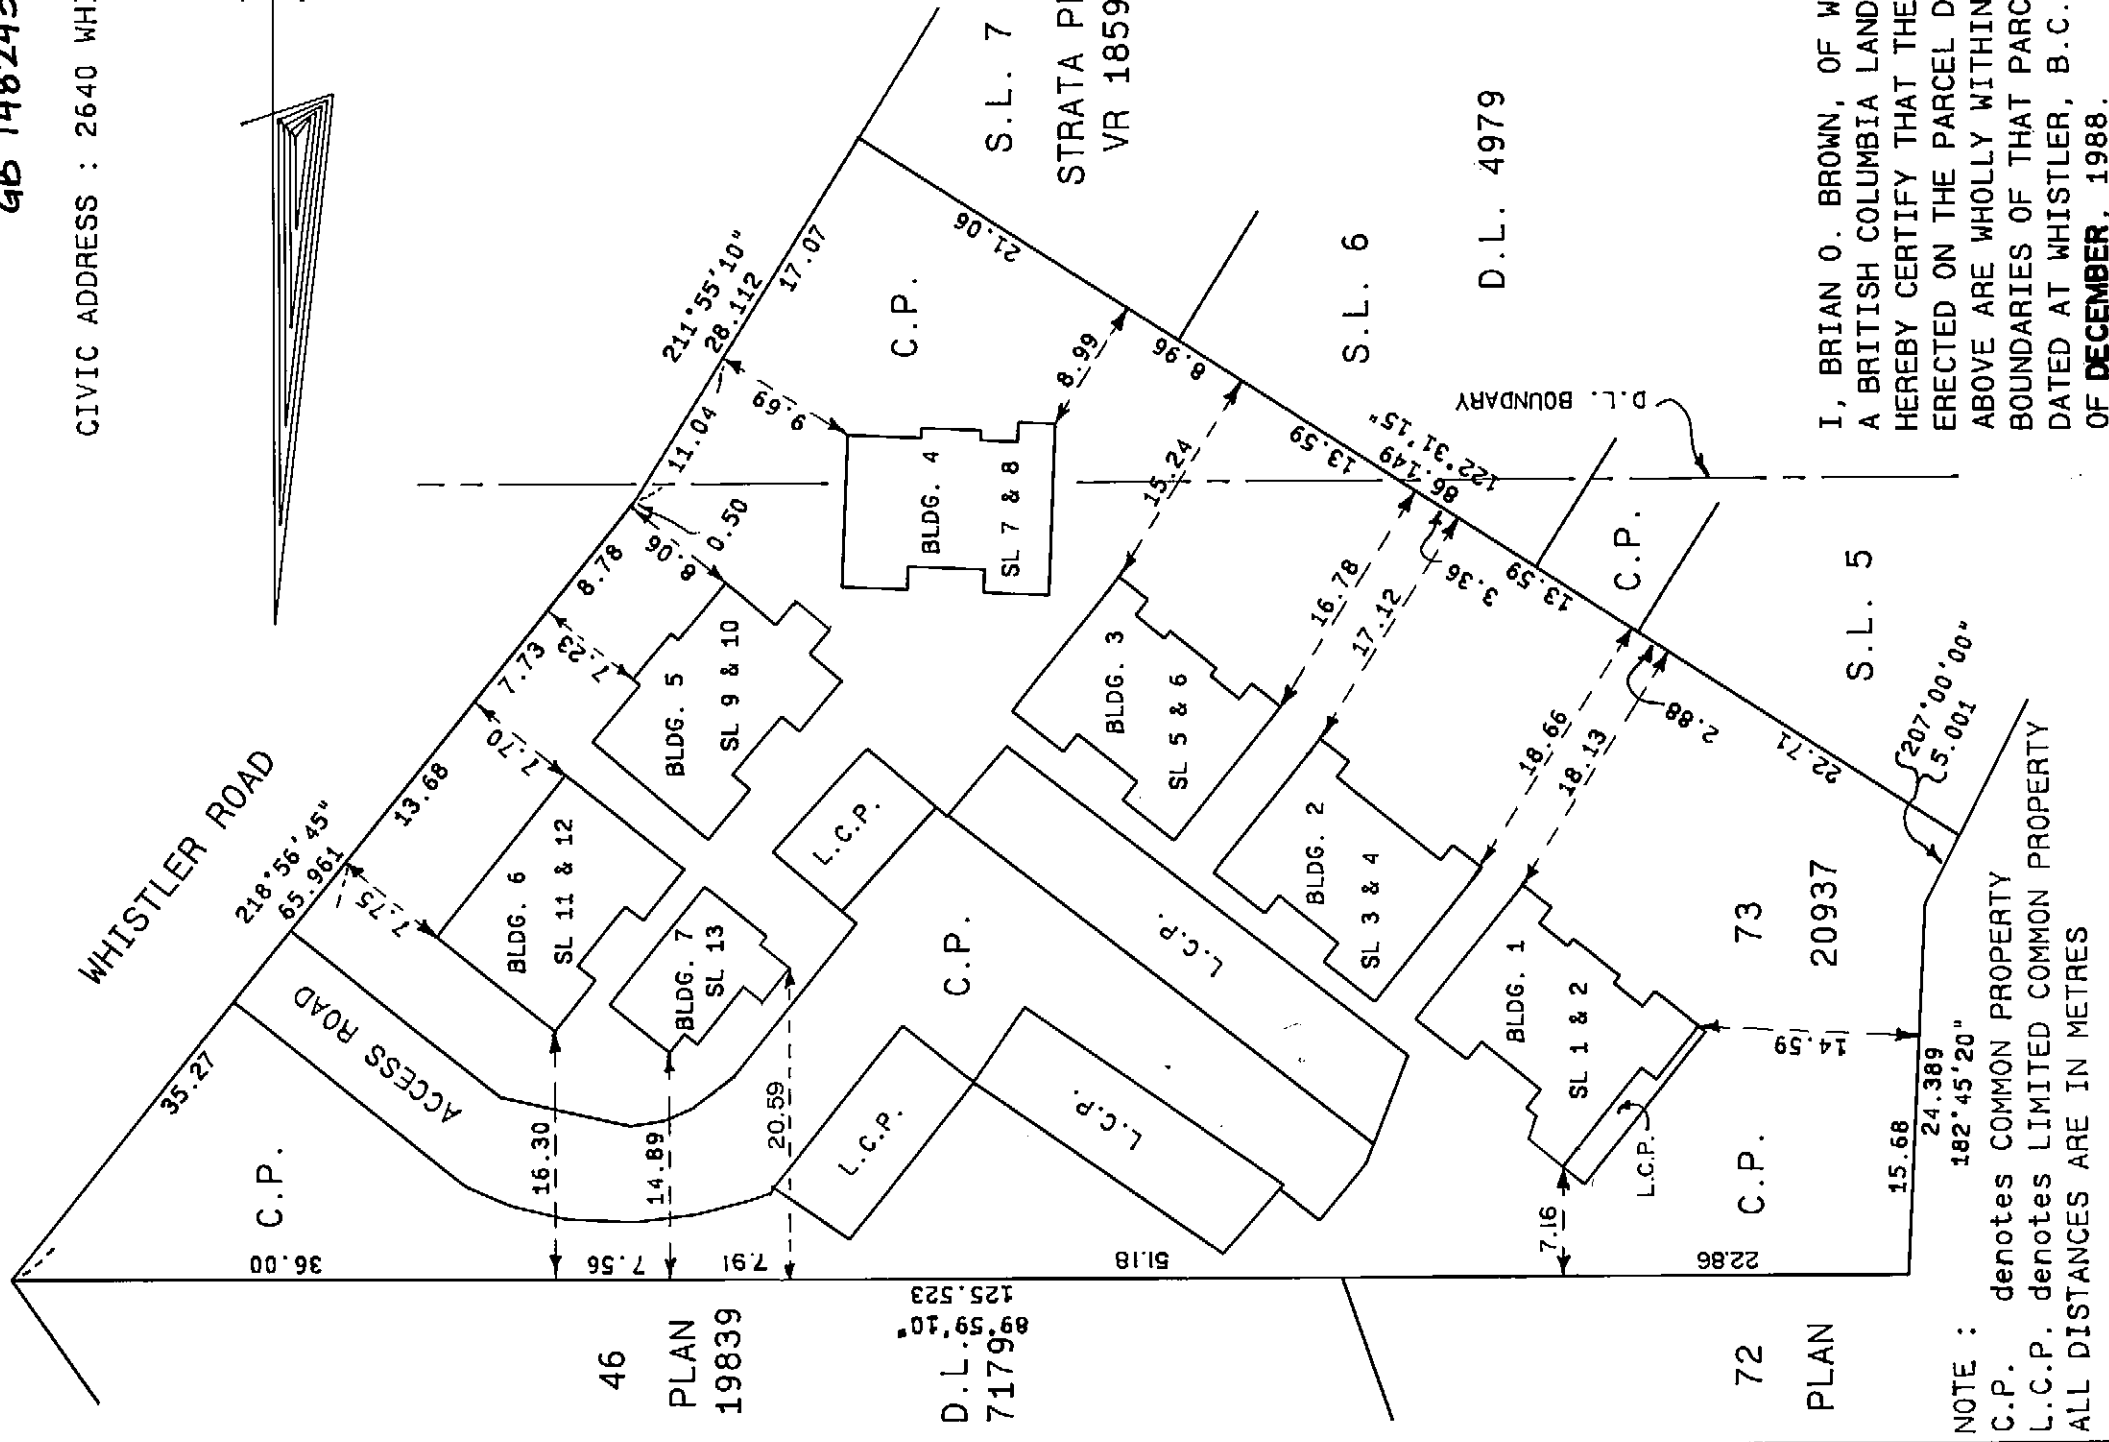 CIVIC ADDRESS : 2640 WHI
WHISTLER ROAD
218°56'45"
65.961
35.27
13.68
7.73
8.78
0.50
211°55'10"
28.112
11.04
17.07
7.75
7.70
7.23
8.06
9.69
8.99
21.06
8.96
13.59
122°31'15"
86.149
3.36
13.59
2.88
22.71
15.24
16.78
17.12
18.66
18.13
207°00'00"
5.001
14.59
15.68
24.389
182°45'20"
7.16
22.86
51.18
7.91
7.56
36.00
125.523
89°59'10"
16.30
14.89
20.59
ACCESS ROAD
C.P.
C.P.
C.P.
C.P.
C.P.
L.C.P.
L.C.P.
L.C.P.
L.C.P.
L.C.P.
BLDG. 1
SL 1 & 2
BLDG. 2
SL 3 & 4
BLDG. 3
SL 5 & 6
BLDG. 4
SL 7 & 8
BLDG. 5
SL 9 & 10
BLDG. 6
SL 11 & 12
BLDG. 7
SL 13
S.L. 7
STRATA P
VR 1859
S.L. 6
D.L. 4979
D.L. BOUNDARY
S.L. 5
73
20937
46
PLAN
19839
D.L.
7179
72
PLAN
NOTE :
C.P. denotes COMMON PROPERTY
L.C.P. denotes LIMITED COMMON PROPERTY
ALL DISTANCES ARE IN METRES
I, BRIAN O. BROWN, OF W
A BRITISH COLUMBIA LAND
HEREBY CERTIFY THAT THE
ERECTED ON THE PARCEL D
ABOVE ARE WHOLLY WITHIN
BOUNDARIES OF THAT PARC
DATED AT WHISTLER, B.C.
OF DECEMBER, 1988.